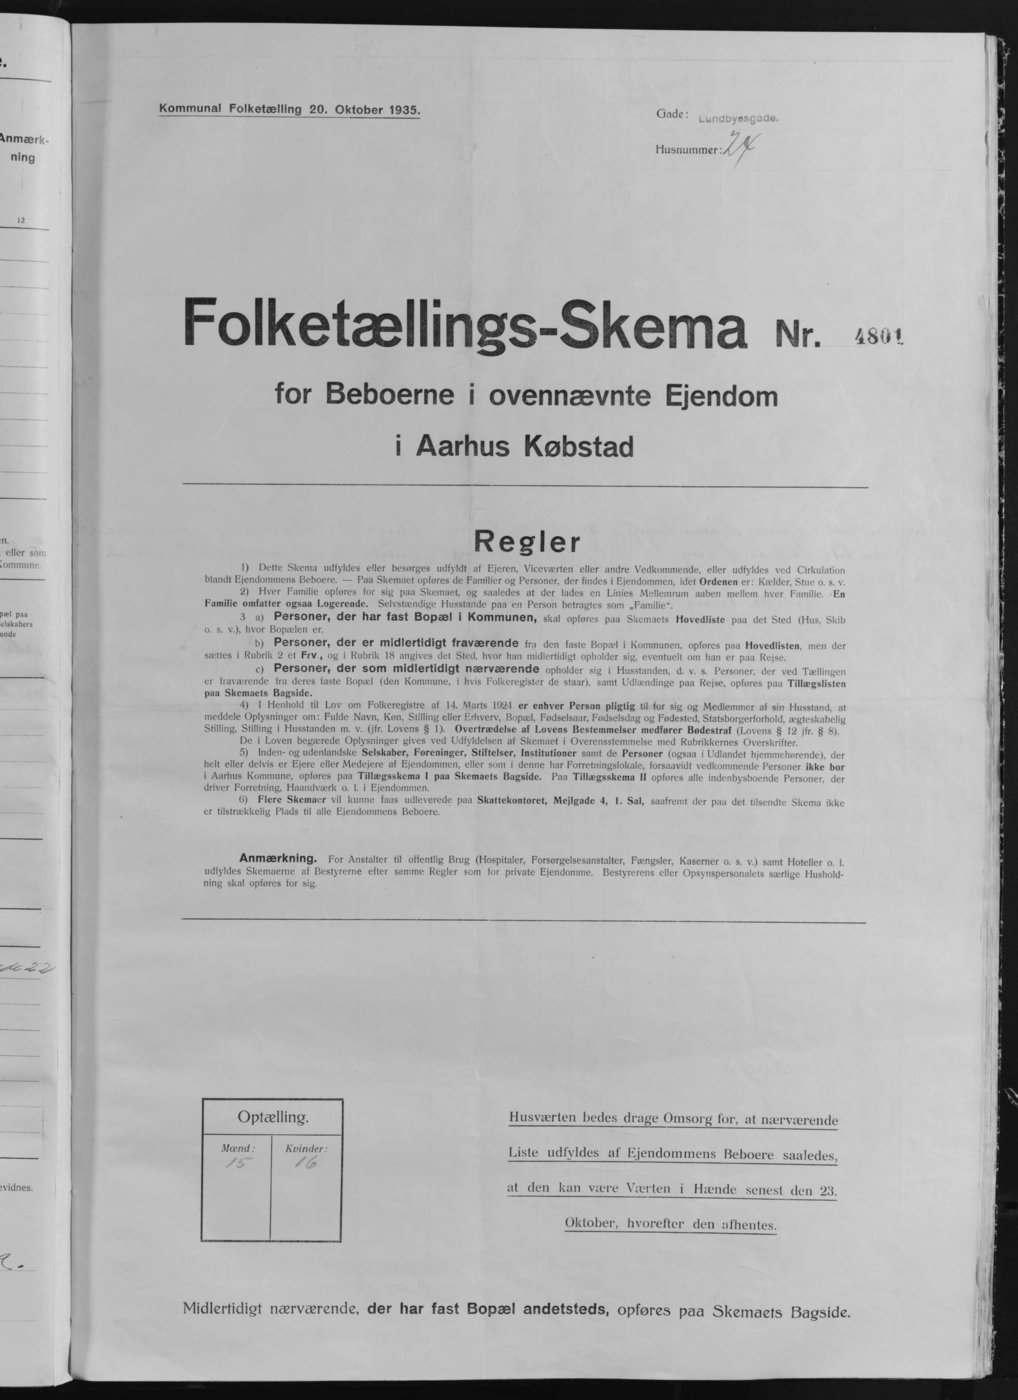 Kommunal Folketælling 20. Oktober 1935.
Gade: Lundbyesgade.
Husnummer: 24
Folketællings-Skema Nr. 4801
for Beboerne i ovennævnte Ejendom
i Aarhus Købstad
Regler
1) Dette Skema udfyldes eller besørges udfyldt af Ejeren, Viceværten eller andre Vedkommende, eller udfyldes ved Cirkulation
blandt Ejendommens Beboere. — Paa Skemaet opføres de Familier og Personer, der findes i Ejendommen, idet Ordenen er: Kælder, Stue o. s. v.
2) Hver Familie opføres for sig paa Skemaet, og saaledes at der lades en Linies Mellemrum aaben mellem hver Familie. En
Familie omfatter ogsaa Logerende. Selvstændige Husstande paa en Person betragtes som „Familie“.
3 a) Personer, der har fast Bopæl i Kommunen, skal opføres paa Skemaets Hovedliste paa det Sted (Hus, Skib
o. s. v.), hvor Bopælen er.
b) Personer, der er midlertidigt fraværende fra den faste Bopæl i Kommunen, opføres paa Hovedlisten, men der
sættes i Rubrik 2 et Frv., og i Rubrik 18 angives det Sted, hvor han midlertidigt opholder sig, eventuelt om han er paa Rejse.
c) Personer, der som midlertidigt nærværende opholder sig i Husstanden, d. v. s. Personer, der ved Tællingen
er fraværende fra deres faste Bopæl (den Kommune, i hvis Folkeregister de staar), samt Udlændinge paa Rejse, opføres paa Tillægslisten
paa Skemaets Bagside.
4) I Henhold til Lov om Folkeregistre af 14. Marts 1924 er enhver Person pligtig til for sig og Medlemmer af sin Husstand, at
meddele Oplysninger om: Fulde Navn, Køn, Stilling eller Erhverv, Bopæl, Fødselsaar, Fødselsdag og Fødested, Statsborgerforhold, ægteskabelig
Stilling, Stilling i Husstanden m. v. (jfr. Lovens § 1). Overtrædelse af Lovens Bestemmelser medfører Bødestraf (Lovens § 12 jfr. § 8).
De i Loven begærede Oplysninger gives ved Udfyldelsen af Skemaet i Overensstemmelse med Rubrikkernes Overskrifter.
5) Inden- og udenlandske Selskaber, Foreninger, Stiftelser, Institutioner samt de Personer (ogsaa i Udlandet hjemmehørende), der
helt eller delvis er Ejere eller Medejere af Ejendommen, eller som i denne har Forretningslokale, forsaavidt vedkommende Personer ikke bor
i Aarhus Kommune, opføres paa Tillægsskema I paa Skemaets Bagside. Paa Tillægsskema II opføres alle indenbysboende Personer, der
driver Forretning, Haandværk o. l. i Ejendommen.
6) Flere Skemaer vil kunne faas udleverede paa Skattekontoret, Mejlgade 4, 1. Sal, saafremt der paa det tilsendte Skema ikke
er tilstrækkelig Plads til alle Ejendommens Beboere.
Anmærkning. For Anstalter til offentlig Brug (Hospitaler, Forsørgelsesanstalter, Fængsler, Kaserner o. s. v.) samt Hoteller o. l.
udfyldes Skemaerne af Bestyrerne efter samme Regler som for private Ejendomme. Bestyrerens eller Opsynspersonalets særlige Hushold-
ning skal opføres for sig.
Optælling.
Mænd: Kvinder:
15 16
Husværten bedes drage Omsorg for, at nærværende
Liste udfyldes af Ejendommens Beboere saaledes,
at den kan være Værten i Hænde senest den 23.
Oktober, hvorefter den afhentes.
Midlertidigt nærværende, der har fast Bopæl andetsteds, opføres paa Skemaets Bagside.
Anmærk-
ning
12
eller som
Kommune.
22